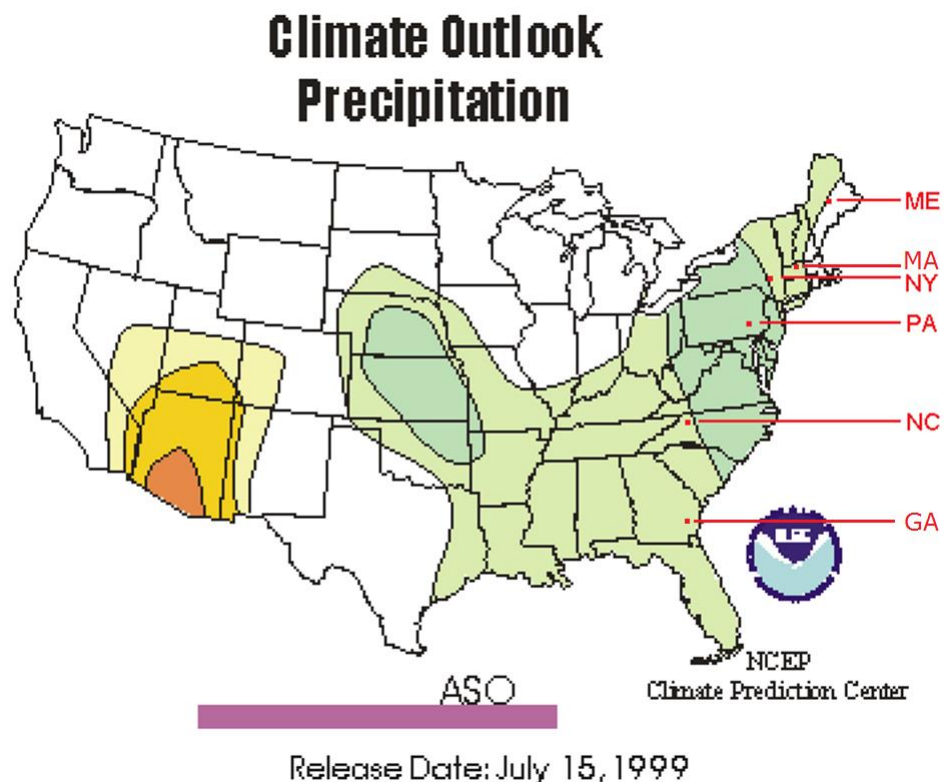 Climate Outlook
Precipitation
ME
MA
NY
PA
NC
GA
NCEP
Climate Prediction Center
ASO
Release Date: July 15, 1999